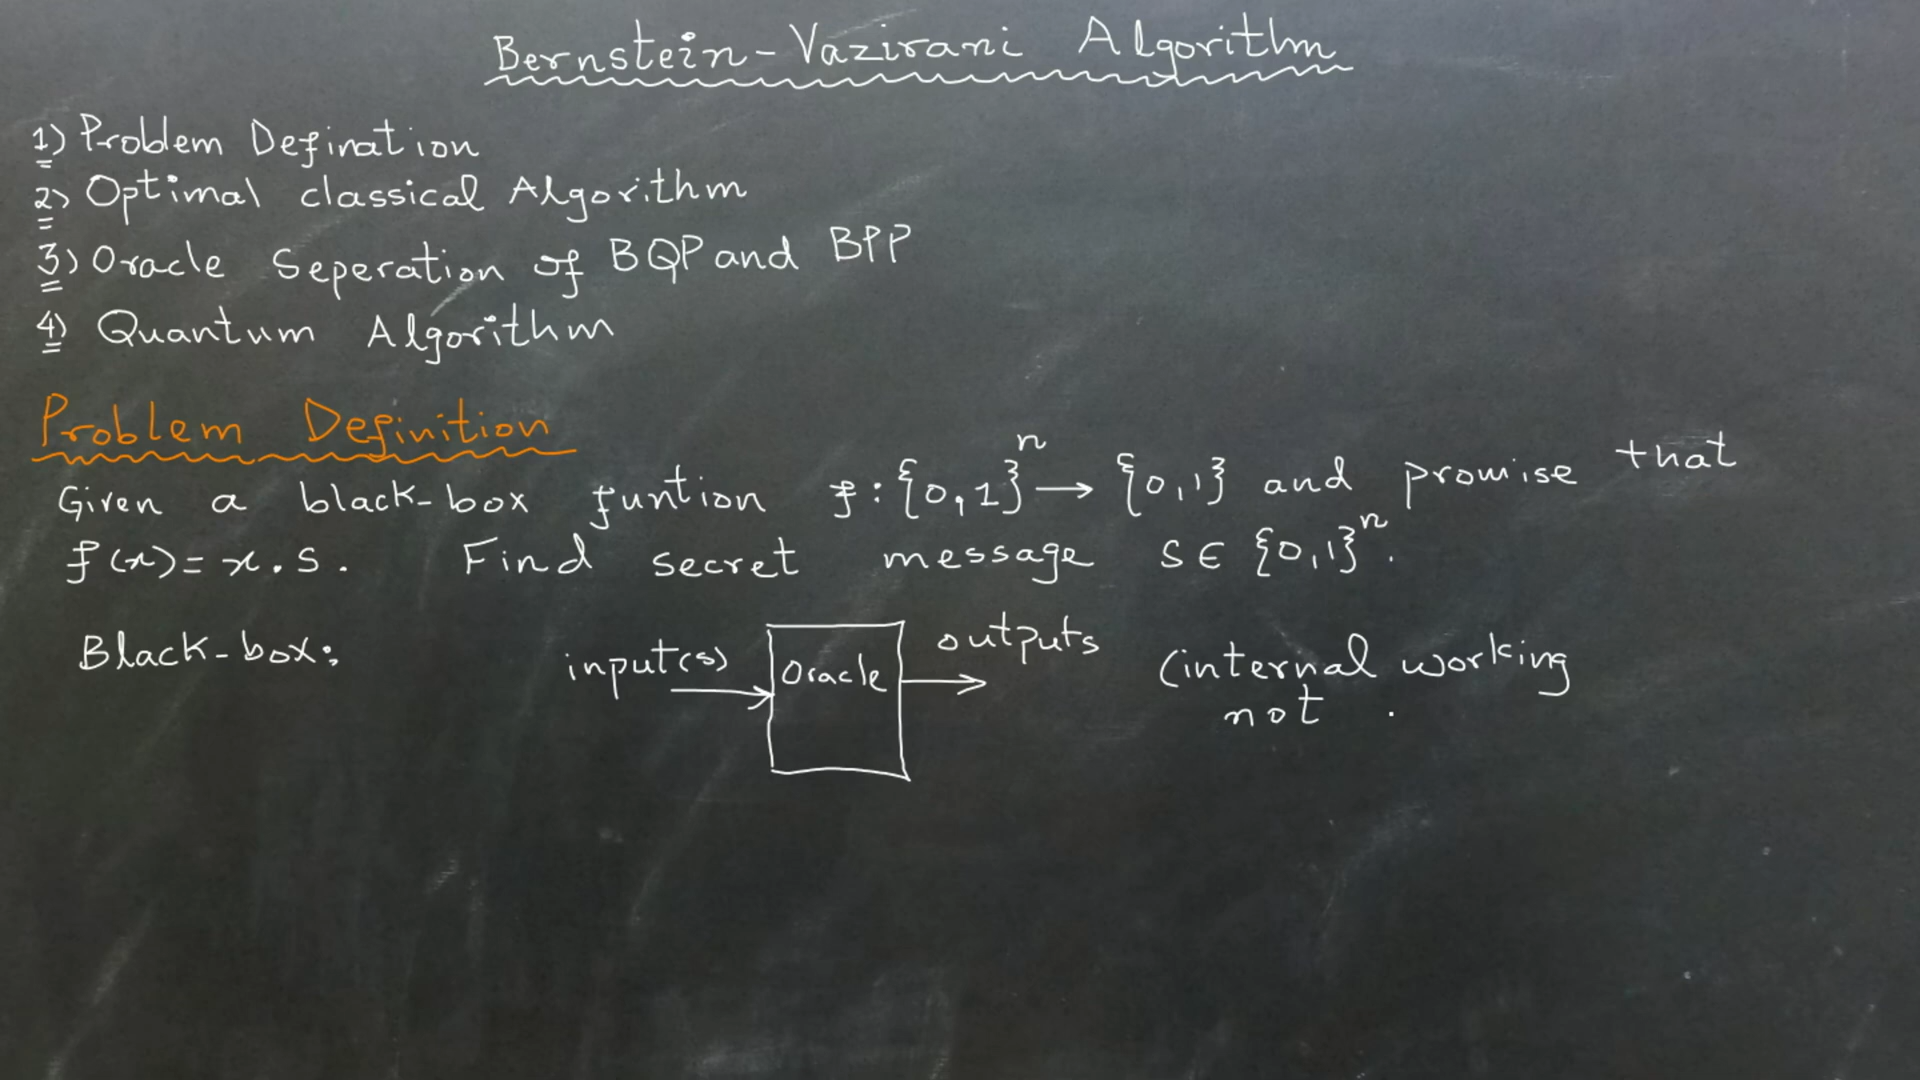 Bernstein-Vazirani Algorithm
1) Problem Defination
2) Optimal classical Algorithm
3) Oracle Seperation of BQP and BPP
4) Quantum Algorithm
Problem Definition
Given a black-box funtion f:{0,1}^n → {0,1} and promise that
f(x)=x.s. Find secret message s∈{0,1}^n.
Black-box: input(s) Oracle outputs (internal working
not .